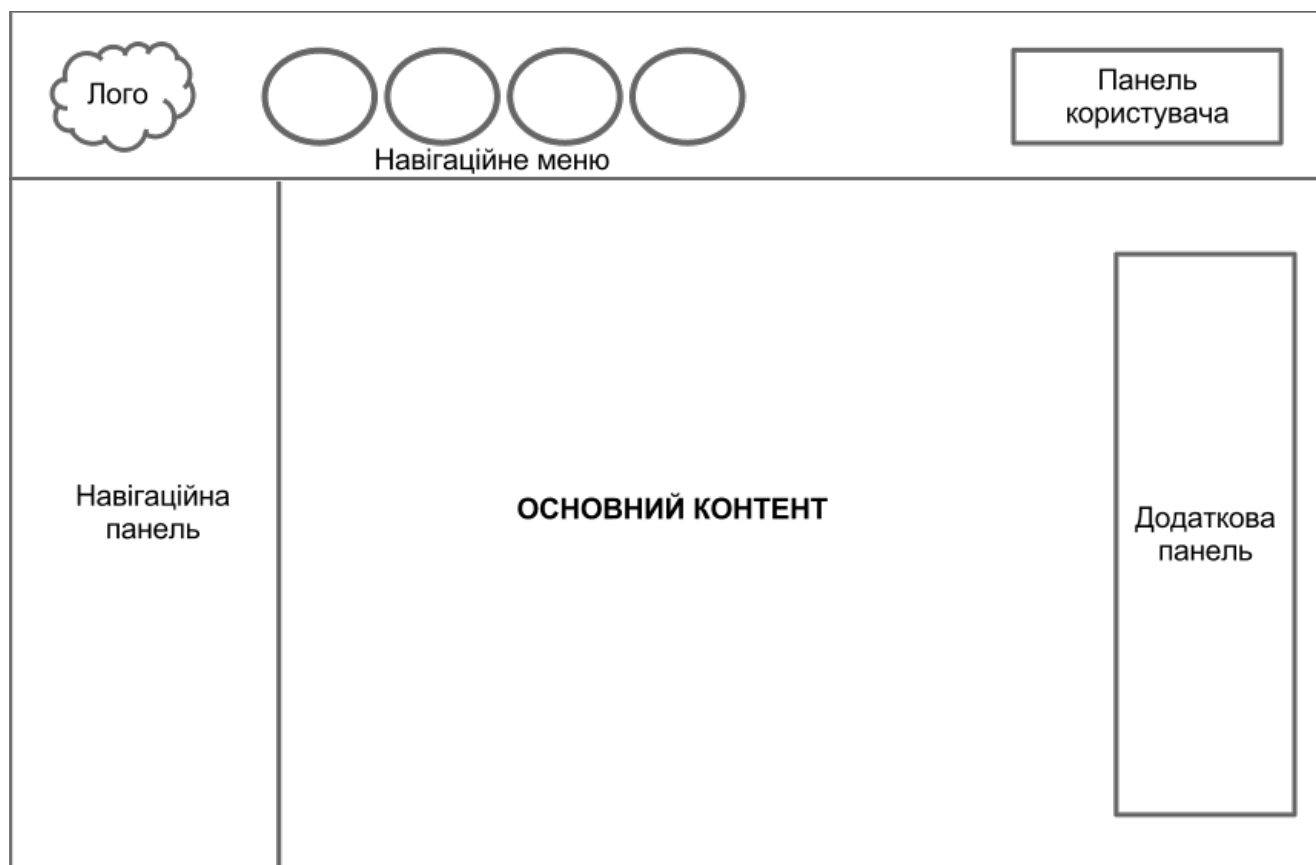 Лого
Навігаційне меню
Панель
користувача
Навігаційна
панель
ОСНОВНИЙ КОНТЕНТ
Додаткова
панель